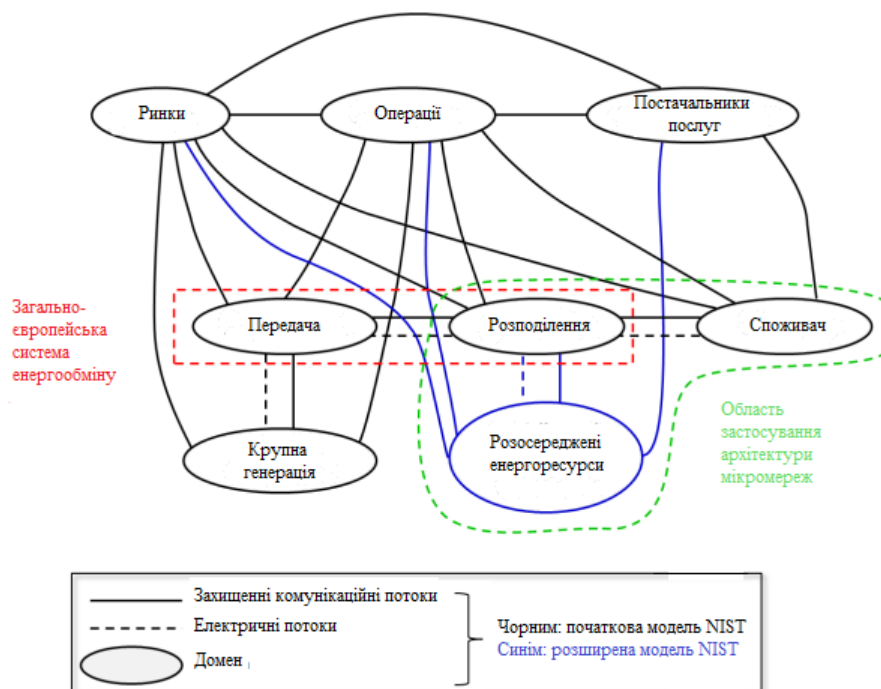 Ринки
Операції
Постачальники
послуг
Загально-
європейська
система
енергообміну
Передача
Розподілення
Споживач
Крупна
генерація
Розосереджені
енергоресурси
Область
застосування
архітектури
мікромереж
Захищенні комунікаційні потоки
Електричні потоки
Домен
Чорним: початкова модель NIST
Синім: розширена модель NIST